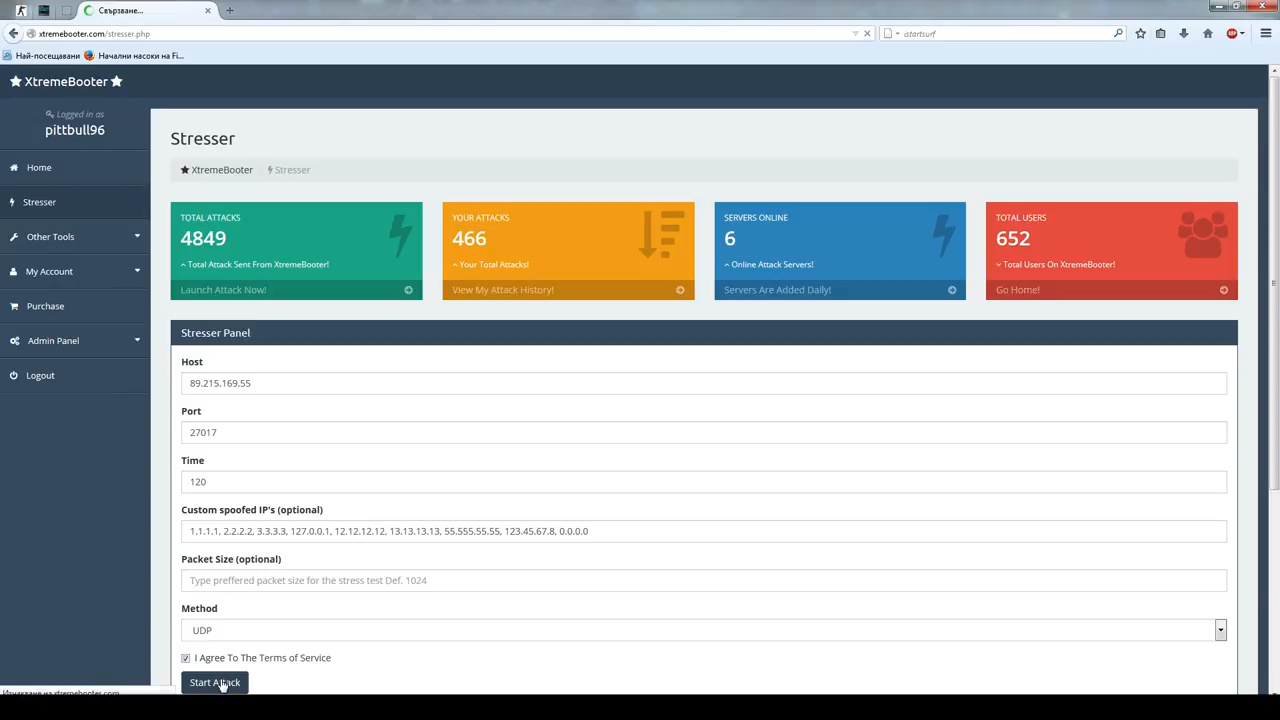 Свързване...
xtremebooter.com/stresser.php
istartsurf
Най-посещавани
Начални насоки на Fi...
XtremeBooter
Logged in as
pittbull96
Home
Stresser
Other Tools
My Account
Purchase
Admin Panel
Logout
Stresser
XtremeBooter
Stresser
TOTAL ATTACKS
4849
Total Attack Sent From XtremeBooter!
Launch Attack Now!
YOUR ATTACKS
466
Your Total Attacks!
View My Attack History!
SERVERS ONLINE
6
Online Attack Servers!
Servers Are Added Daily!
TOTAL USERS
652
Total Users On XtremeBooter!
Go Home!
Stresser Panel
Host
89.215.169.55
Port
27017
Time
120
Custom spoofed IP's (optional)
1.1.1.1, 2.2.2.2, 3.3.3.3, 127.0.0.1, 12.12.12.12, 13.13.13.13, 55.555.55.55, 123.45.67.8, 0.0.0.0
Packet Size (optional)
Type preffered packet size for the stress test Def. 1024
Method
UDP
I Agree To The Terms of Service
Start Attack
Изчакване на xtremebooter.com...